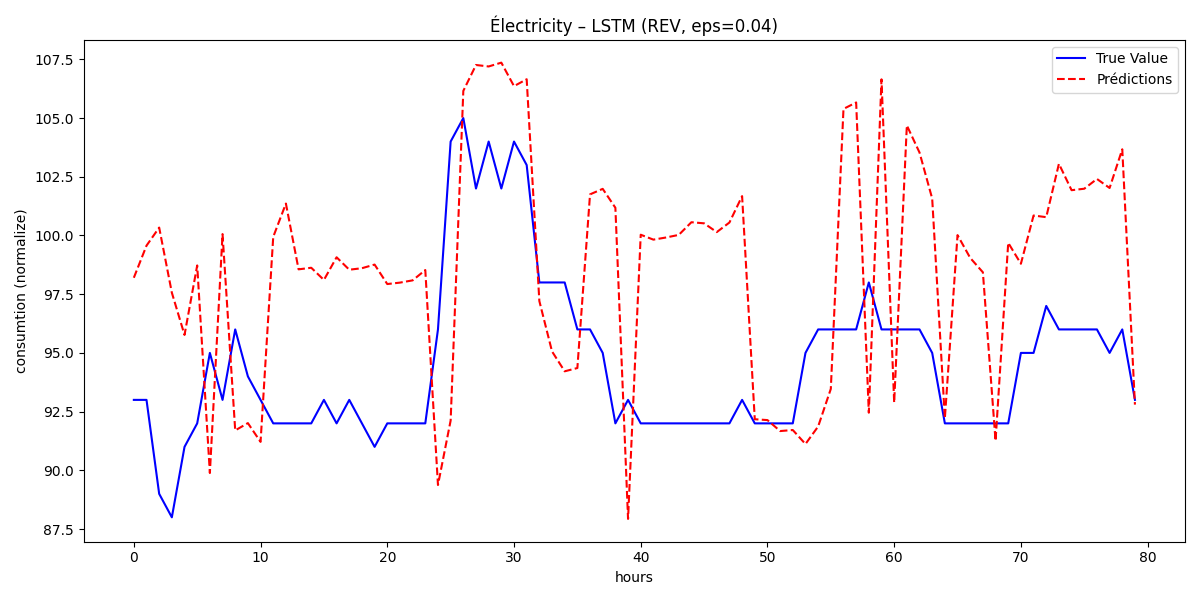 Électricity – LSTM (REV, eps=0.04)
True Value
Prédictions
107.5
105.0
102.5
100.0
97.5
95.0
92.5
90.0
87.5
consumtion (normalize)
0 10 20 30 40 50 60 70 80
hours